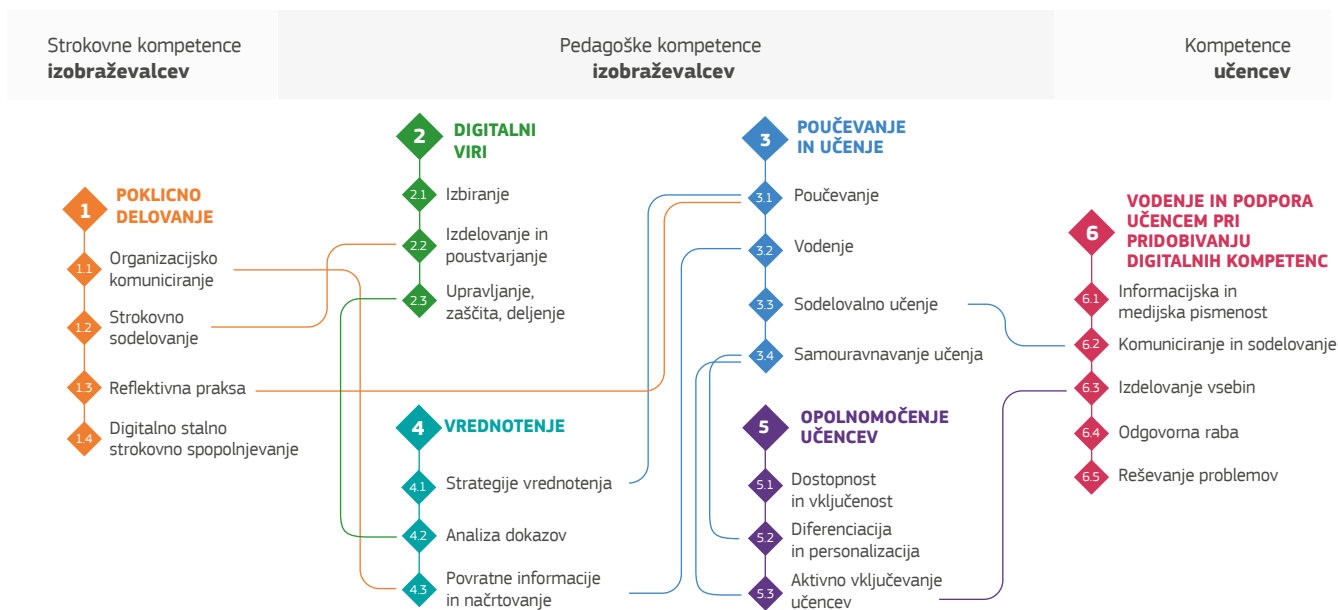 Strokovne kompetence
izobraževalcev
Pedagoške kompetence
izobraževalcev
Kompetence
učencev
1
POKLICNO
DELOVANJE
1.1
Organizacijsko
komuniciranje
1.2
Strokovno
sodelovanje
1.3
Reflektivna praksa
1.4
Digitalno stalno
strokovno spopolnjevanje
2
DIGITALNI
VIRI
2.1
Izbiranje
2.2
Izdelovanje in
poustvarjanje
2.3
Upravljanje,
zaščita, deljenje
4
VREDNOTENJE
4.1
Strategije vrednotenja
4.2
Analiza dokazov
4.3
Povratne informacije
in načrtovanje
3
POUČEVANJE
IN UČENJE
3.1
Poučevanje
3.2
Vodenje
3.3
Sodelovalno učenje
3.4
Samouravnavanje učenja
5
OPOLNOMOČENJE
UČENCEV
5.1
Dostopnost
in vključenost
5.2
Diferenciacija
in personalizacija
5.3
Aktivno vključevanje
učencev
6
VODENJE IN PODPORA
UČENCEM PRI
PRIDOBIVANJU
DIGITALNIH KOMPETENC
6.1
Informacijska in
medijska pismenost
6.2
Komuniciranje in sodelovanje
6.3
Izdelovanje vsebin
6.4
Odgovorna raba
6.5
Reševanje problemov